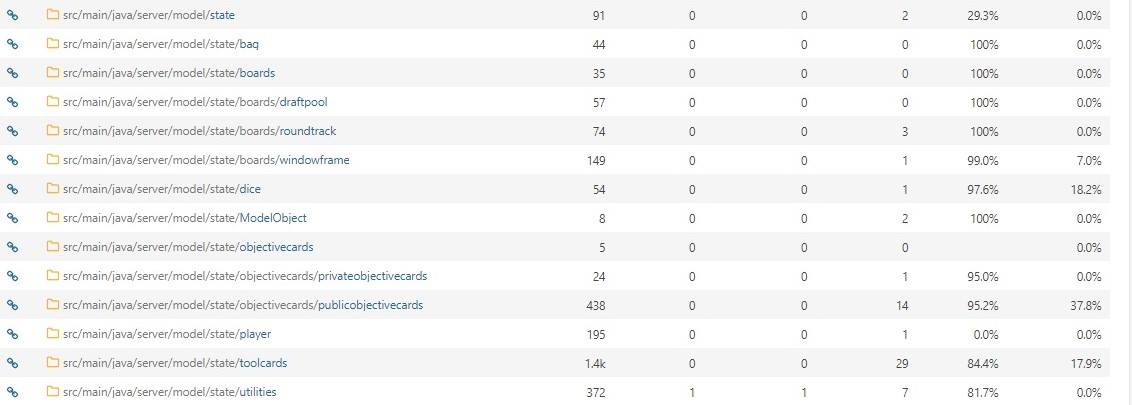 src/main/java/server/model/state 91 0 0 2 29.3% 0.0%
src/main/java/server/model/state/baq 44 0 0 0 100% 0.0%
src/main/java/server/model/state/boards 35 0 0 0 100% 0.0%
src/main/java/server/model/state/boards/draftpool 57 0 0 0 100% 0.0%
src/main/java/server/model/state/boards/roundtrack 74 0 0 3 100% 0.0%
src/main/java/server/model/state/boards/windowframe 149 0 0 1 99.0% 7.0%
src/main/java/server/model/state/dice 54 0 0 1 97.6% 18.2%
src/main/java/server/model/state/ModelObject 8 0 0 2 100% 0.0%
src/main/java/server/model/state/objectivecards 5 0 0 0 0.0%
src/main/java/server/model/state/objectivecards/privateobjectivecards 24 0 0 1 95.0% 0.0%
src/main/java/server/model/state/objectivecards/publicobjectivecards 438 0 0 14 95.2% 37.8%
src/main/java/server/model/state/player 195 0 0 1 0.0% 0.0%
src/main/java/server/model/state/toolcards 1.4k 0 0 29 84.4% 17.9%
src/main/java/server/model/state/utilities 372 1 1 7 81.7% 0.0%